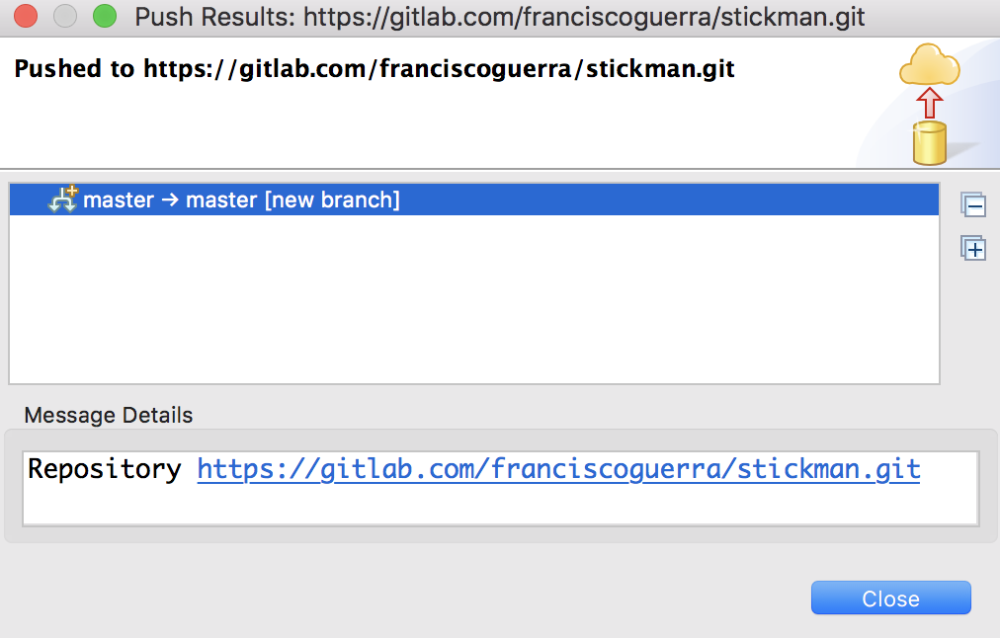 Push Results: https://gitlab.com/franciscoguerra/stickman.git
Pushed to https://gitlab.com/franciscoguerra/stickman.git
master → master [new branch]
Message Details
Repository https://gitlab.com/franciscoguerra/stickman.git
Close